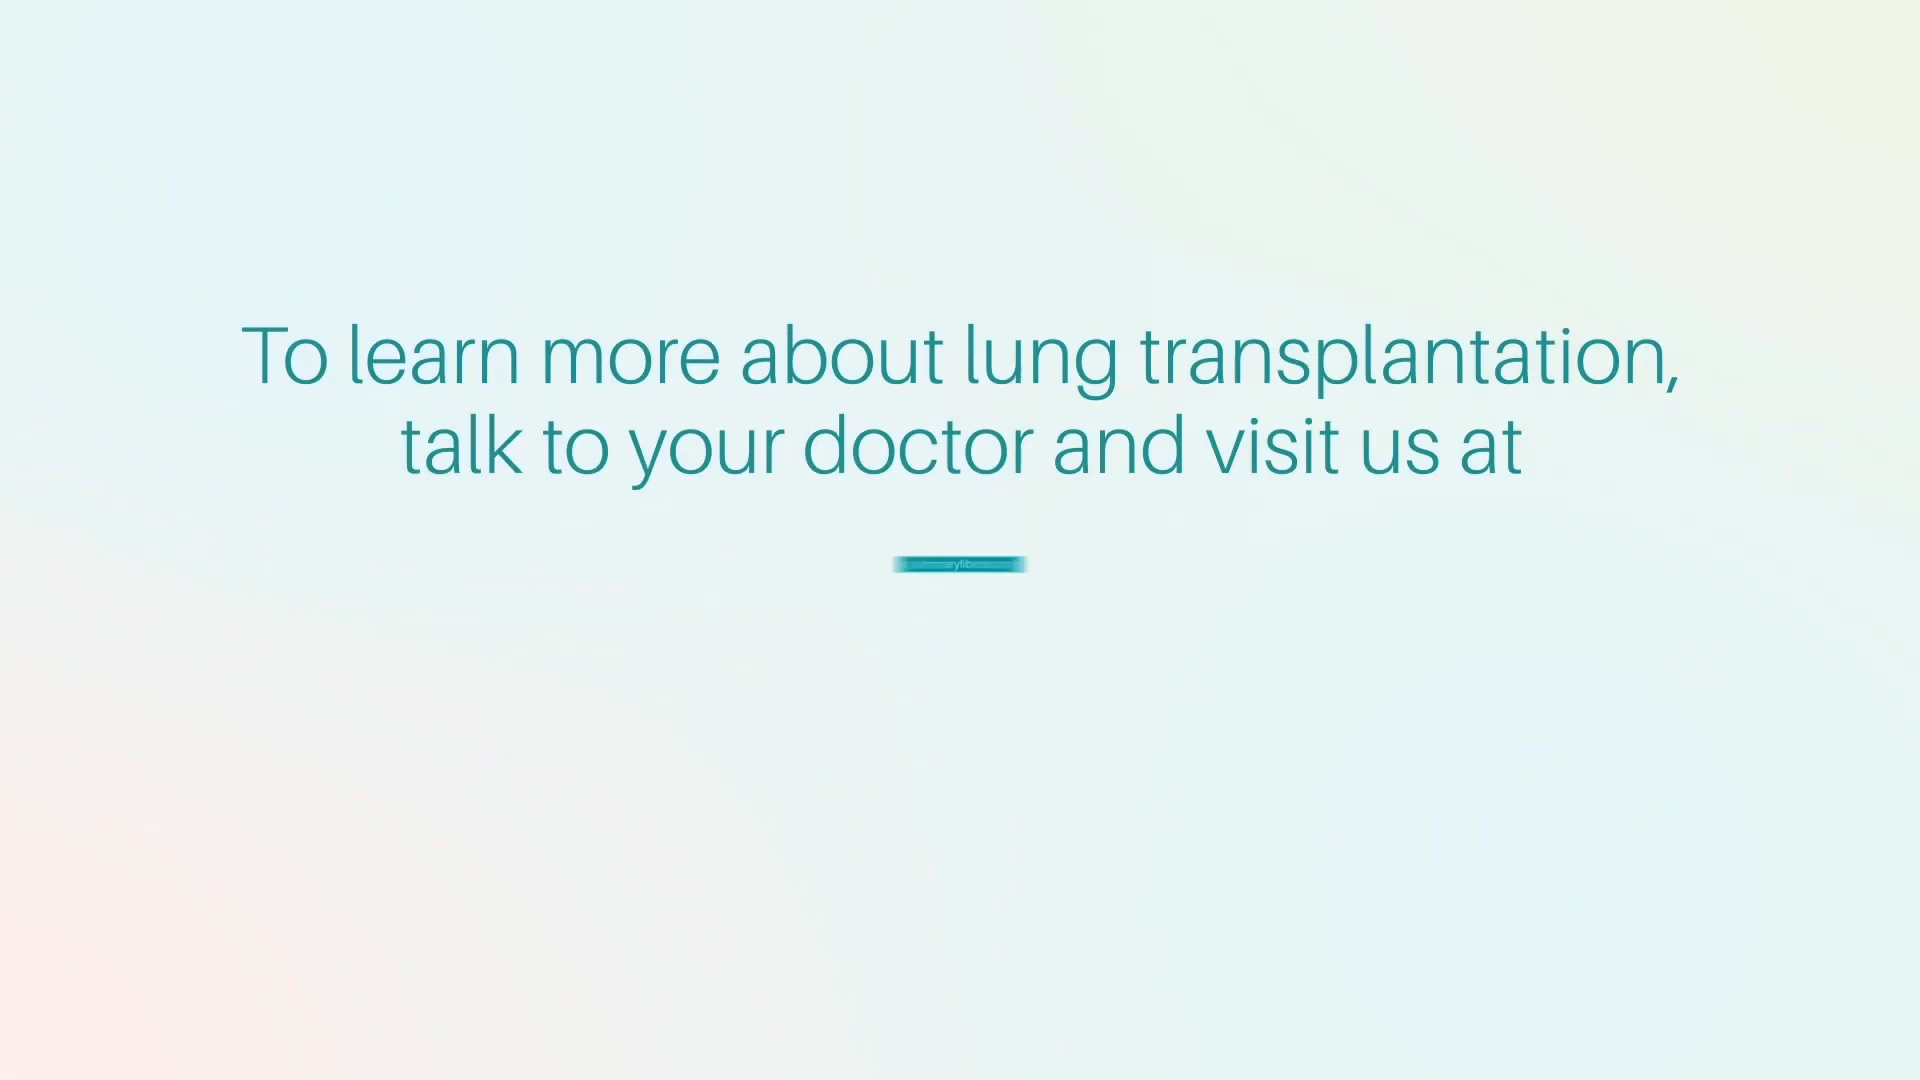 To learn more about lung transplantation,
talk to your doctor and visit us at